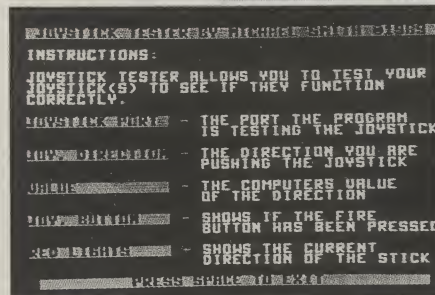 JOYSTICK TESTER BY MICHAEL SMITH 1989
INSTRUCTIONS:
JOYSTICK TESTER ALLOWS YOU TO TEST YOUR
JOYSTICK(S) TO SEE IF THEY FUNCTION
CORRECTLY.
JOYSTICK PORT - THE PORT THE PROGRAM
IS TESTING THE JOYSTICK
JOY DIRECTION - THE DIRECTION YOU ARE
PUSHING THE JOYSTICK
VALUE - THE COMPUTERS VALUE
OF THE DIRECTION
JOY BUTTON - SHOWS IF THE FIRE
BUTTON HAS BEEN PRESSED
RED LIGHTS - SHOWS THE CURRENT
DIRECTION OF THE STICK
PRESS SPACE TO EXIT